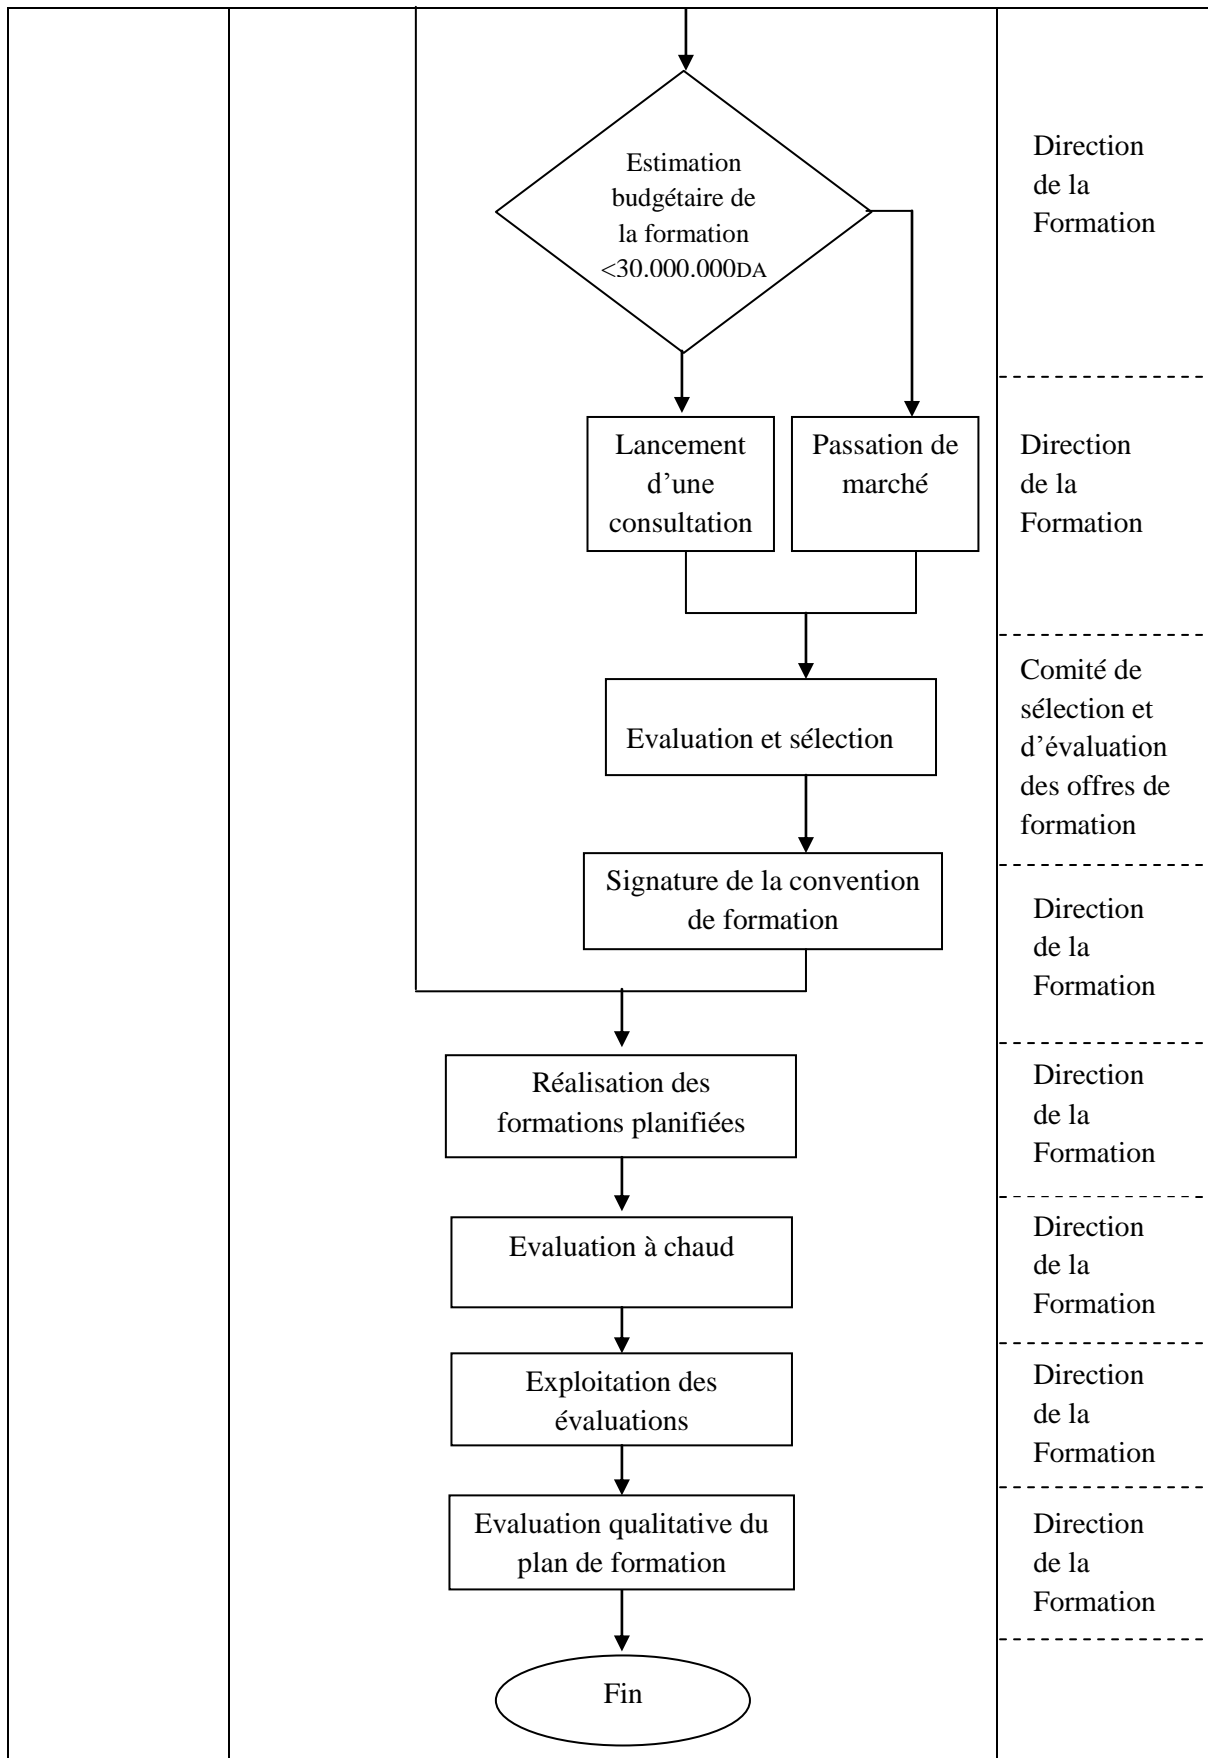 Estimation
budgétaire de
la formation
<30.000.000DA
Direction
de la
Formation
Lancement
d’une
consultation
Passation de
marché
Direction
de la
Formation
Evaluation et sélection
Comité de
sélection et
d’évaluation
des offres de
formation
Signature de la convention
de formation
Direction
de la
Formation
Réalisation des
formations planifiées
Direction
de la
Formation
Evaluation à chaud
Direction
de la
Formation
Exploitation des
évaluations
Direction
de la
Formation
Evaluation qualitative du
plan de formation
Direction
de la
Formation
Fin